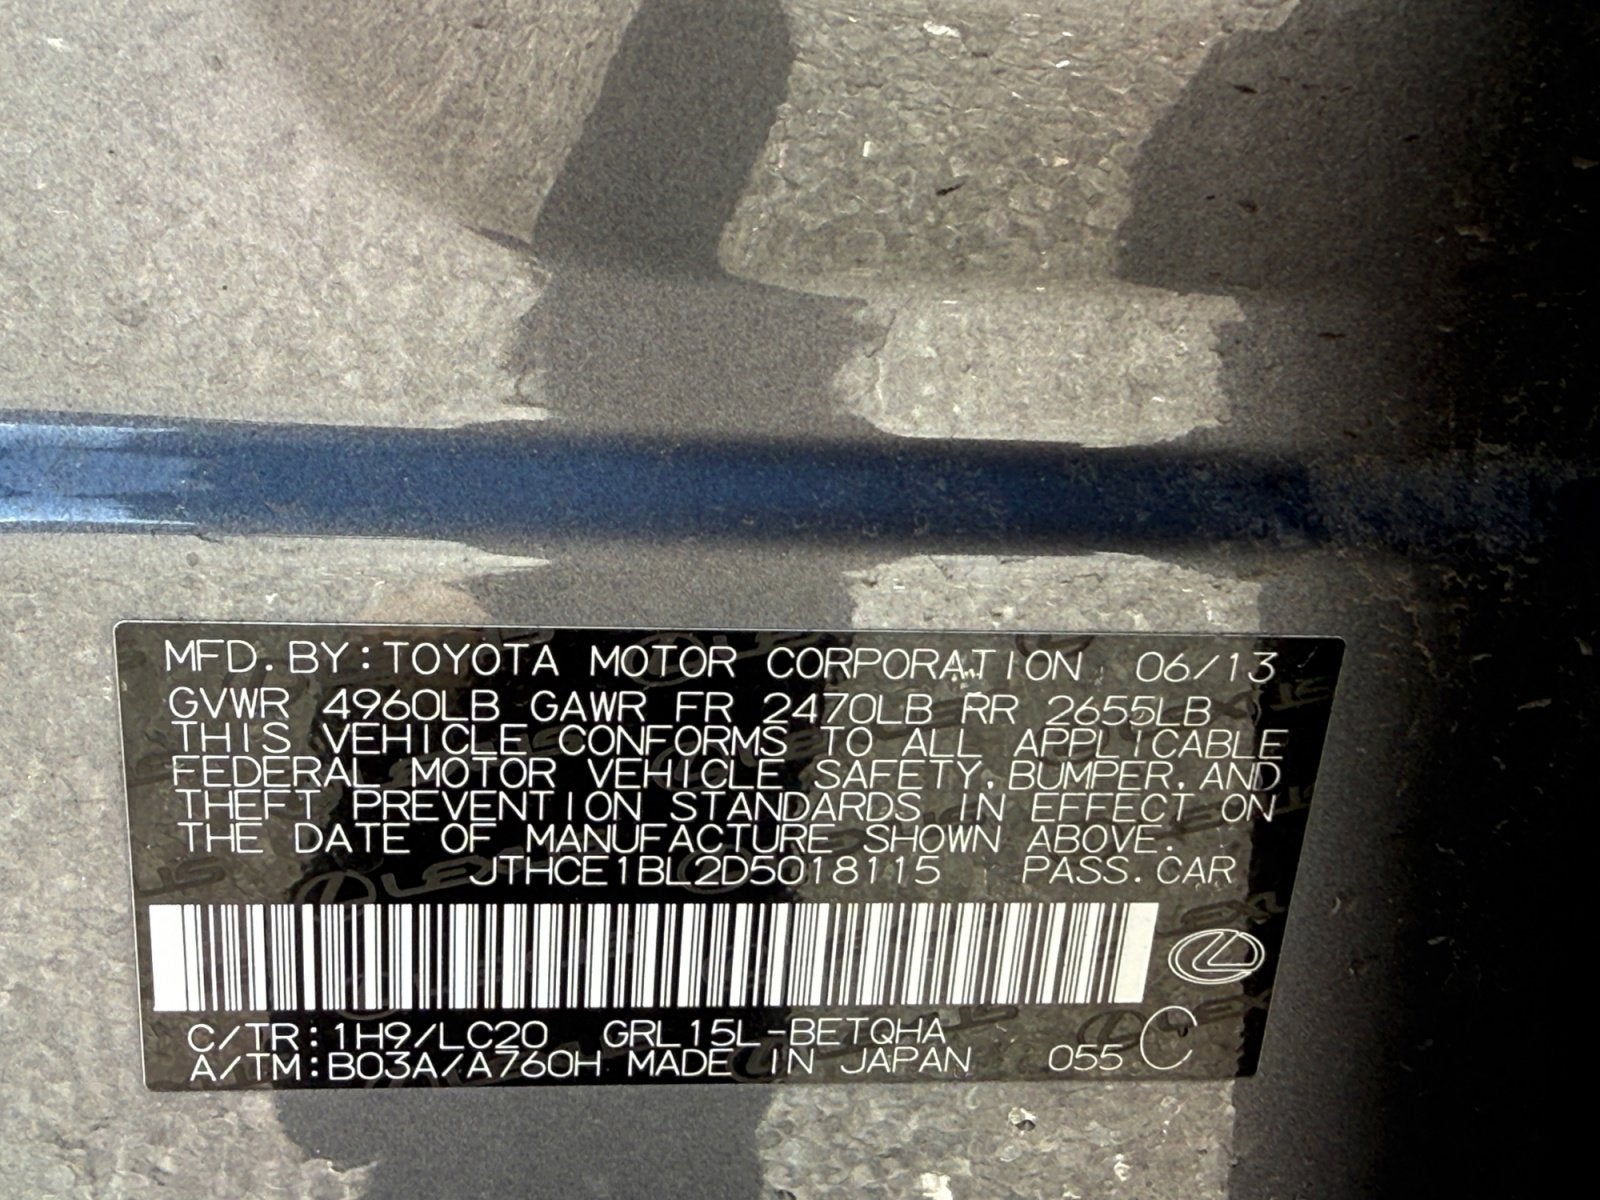 MFD. BY: TOYOTA MOTOR CORPORATION 06/13
GVWR 4960LB GAWR FR 2470LB RR 2655LB
THIS VEHICLE CONFORMS TO ALL APPLICABLE
FEDERAL MOTOR VEHICLE SAFETY, BUMPER, AND
THEFT PREVENTION STANDARDS IN EFFECT ON
THE DATE OF MANUFACTURE SHOWN ABOVE.
JTHCE1BL2D5018115 PASS. CAR
C/TR: 1H9/LC20 GRL15L-BETQHA
A/TM: B03A/A760H MADE IN JAPAN 055 C